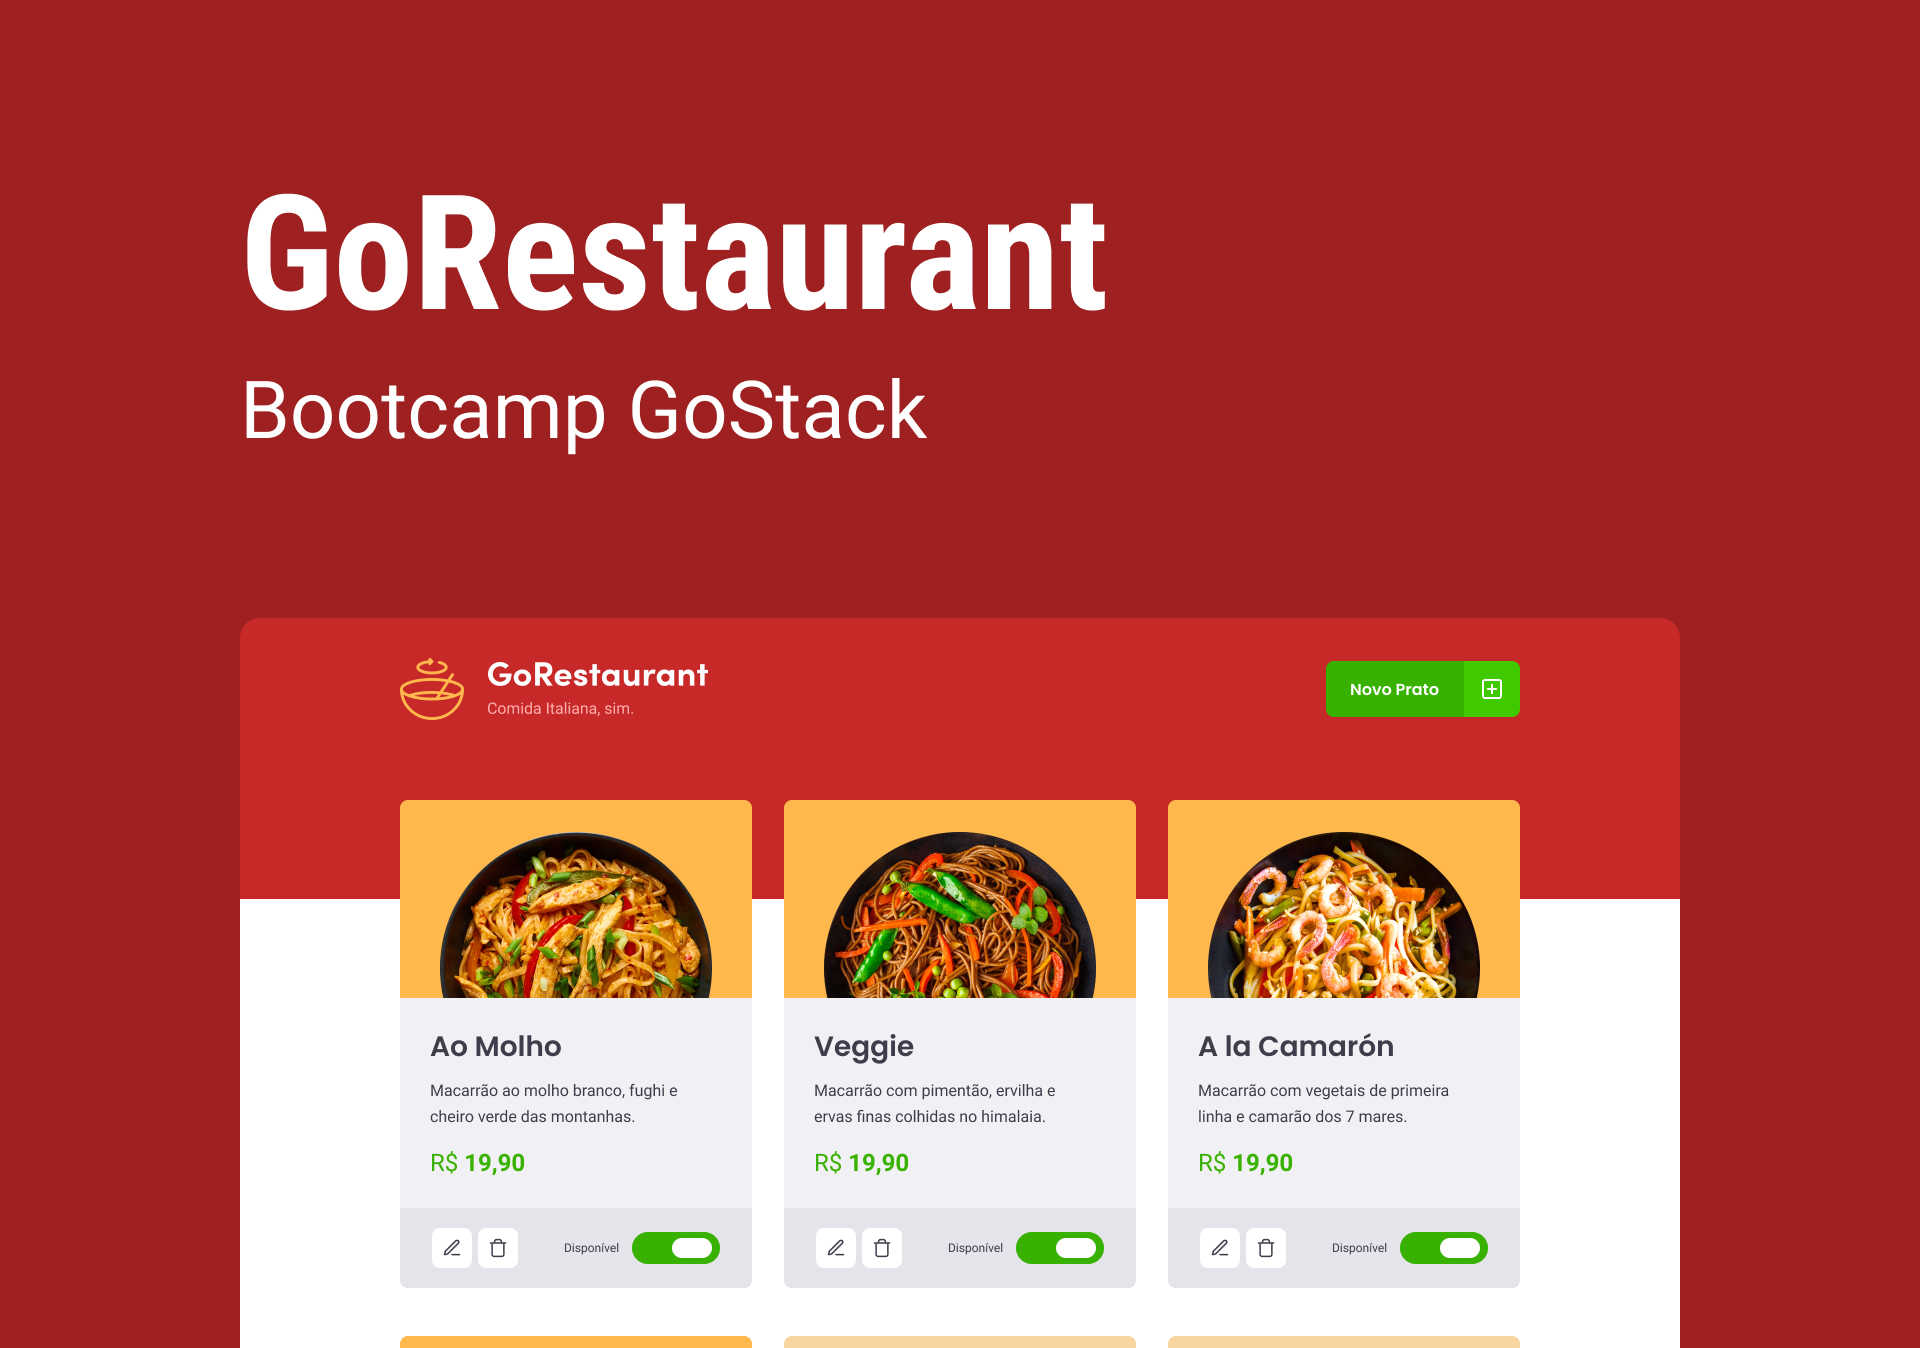 GoRestaurant
Bootcamp GoStack
GoRestaurant
Comida Italiana, sim.
Novo Prato
Ao Molho
Macarrão ao molho branco, fughi e
cheiro verde das montanhas.
R$ 19,90
Disponível
Veggie
Macarrão com pimentão, ervilha e
ervas finas colhidas no himalaia.
R$ 19,90
Disponível
A la Camarón
Macarrão com vegetais de primeira
linha e camarão dos 7 mares.
R$ 19,90
Disponível